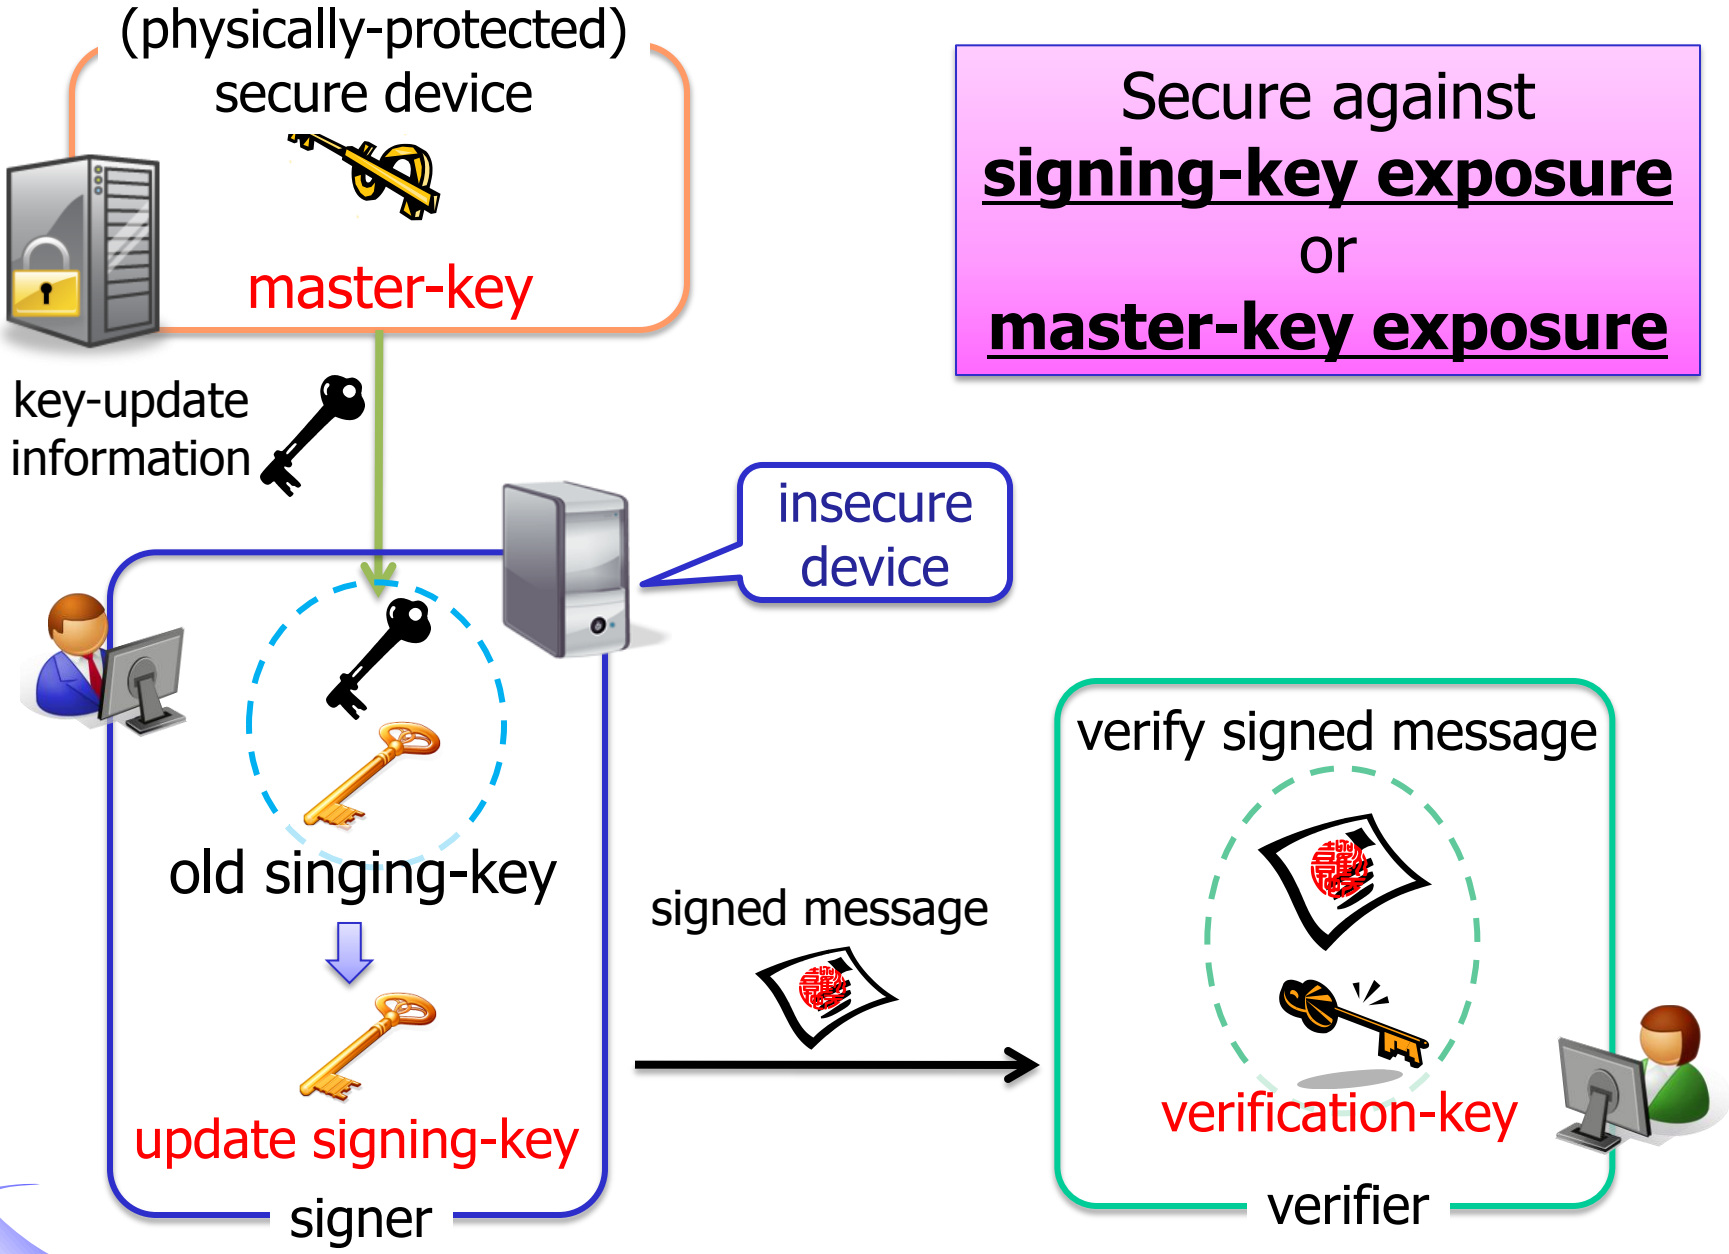 (physically-protected)
secure device
master-key
Secure against
signing-key exposure
or
master-key exposure
key-update
information
insecure
device
old singing-key
update signing-key
signer
signed message
verify signed message
verification-key
verifier